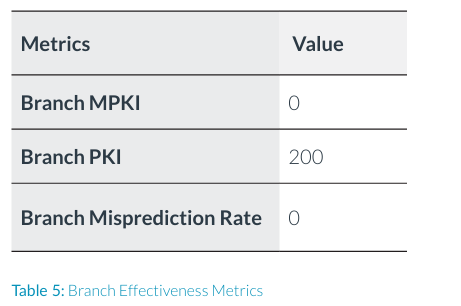 Metrics Value
Branch MPKI 0
Branch PKI 200
Branch Misprediction Rate 0
Table 5: Branch Effectiveness Metrics